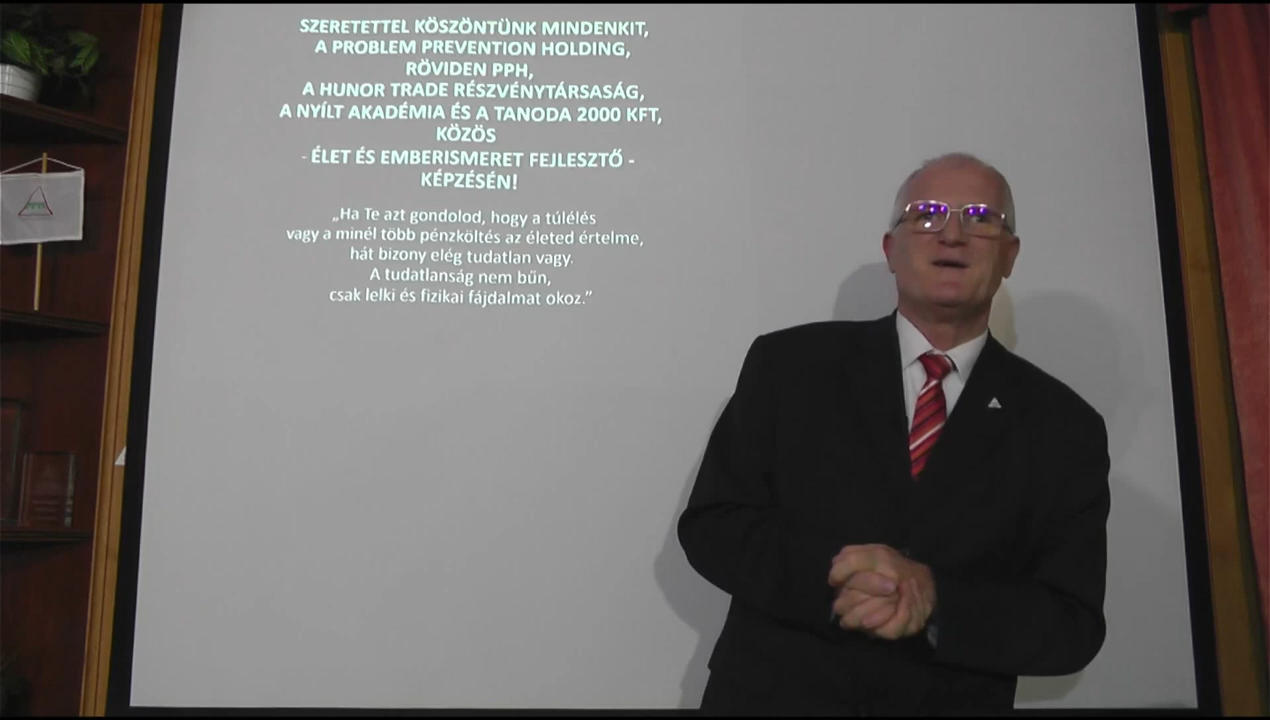 SZERETETTEL KÖSZÖNTÜNK MINDENKIT,
A PROBLEM PREVENTION HOLDING,
RÖVIDEN PPH,
A HUNOR TRADE RÉSZVÉNYTÁRSASÁG,
A NYÍLT AKADÉMIA ÉS A TANODA 2000 KFT,
KÖZÖS
- ÉLET ÉS EMBERISMERET FEJLESZTŐ -
KÉPZÉSÉN!
„Ha Te azt gondolod, hogy a túlélés
vagy a minél több pénzköltés az életed értelme,
hát bizony elég tudatlan vagy.
A tudatlanság nem bűn,
csak lelki és fizikai fájdalmat okoz.”